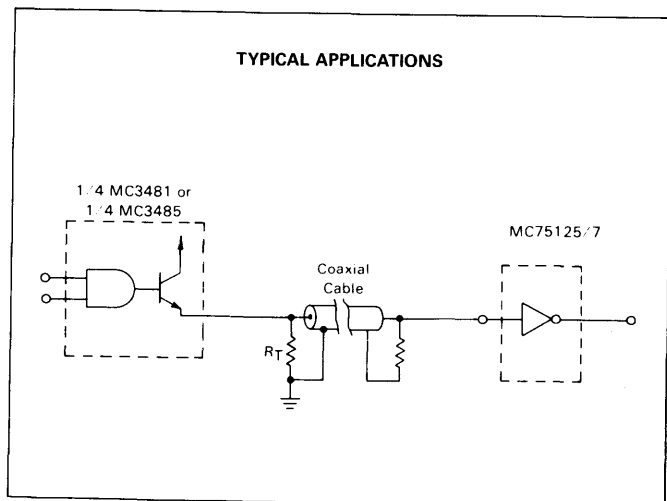 TYPICAL APPLICATIONS
1/4 MC3481 or
1/4 MC3485
MC75125/7
Coaxial
Cable
RT